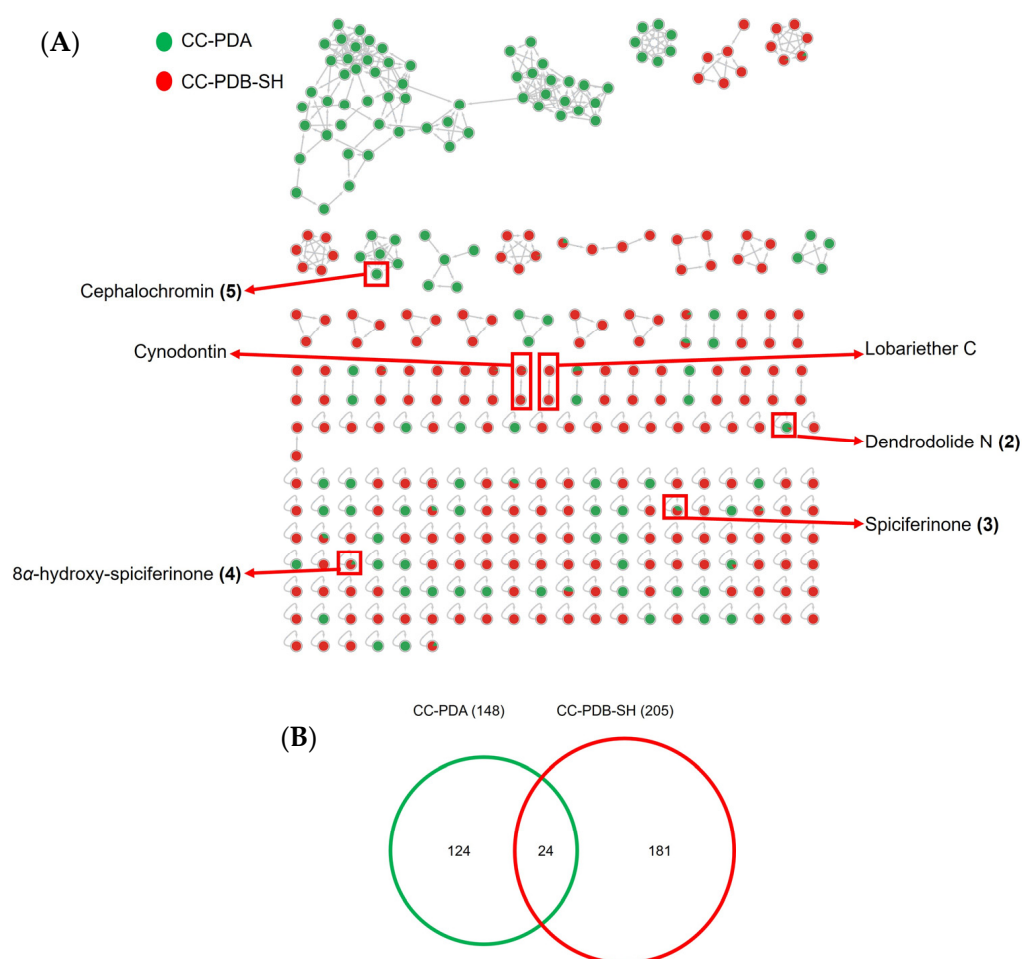 (A)
CC-PDA
CC-PDB-SH
Cephalochromin (5)
Cynodontin
Lobariether C
Dendrodolide N (2)
Spiciferinone (3)
8α-hydroxy-spiciferinone (4)
(B)
CC-PDA (148)
CC-PDB-SH (205)
124
24
181